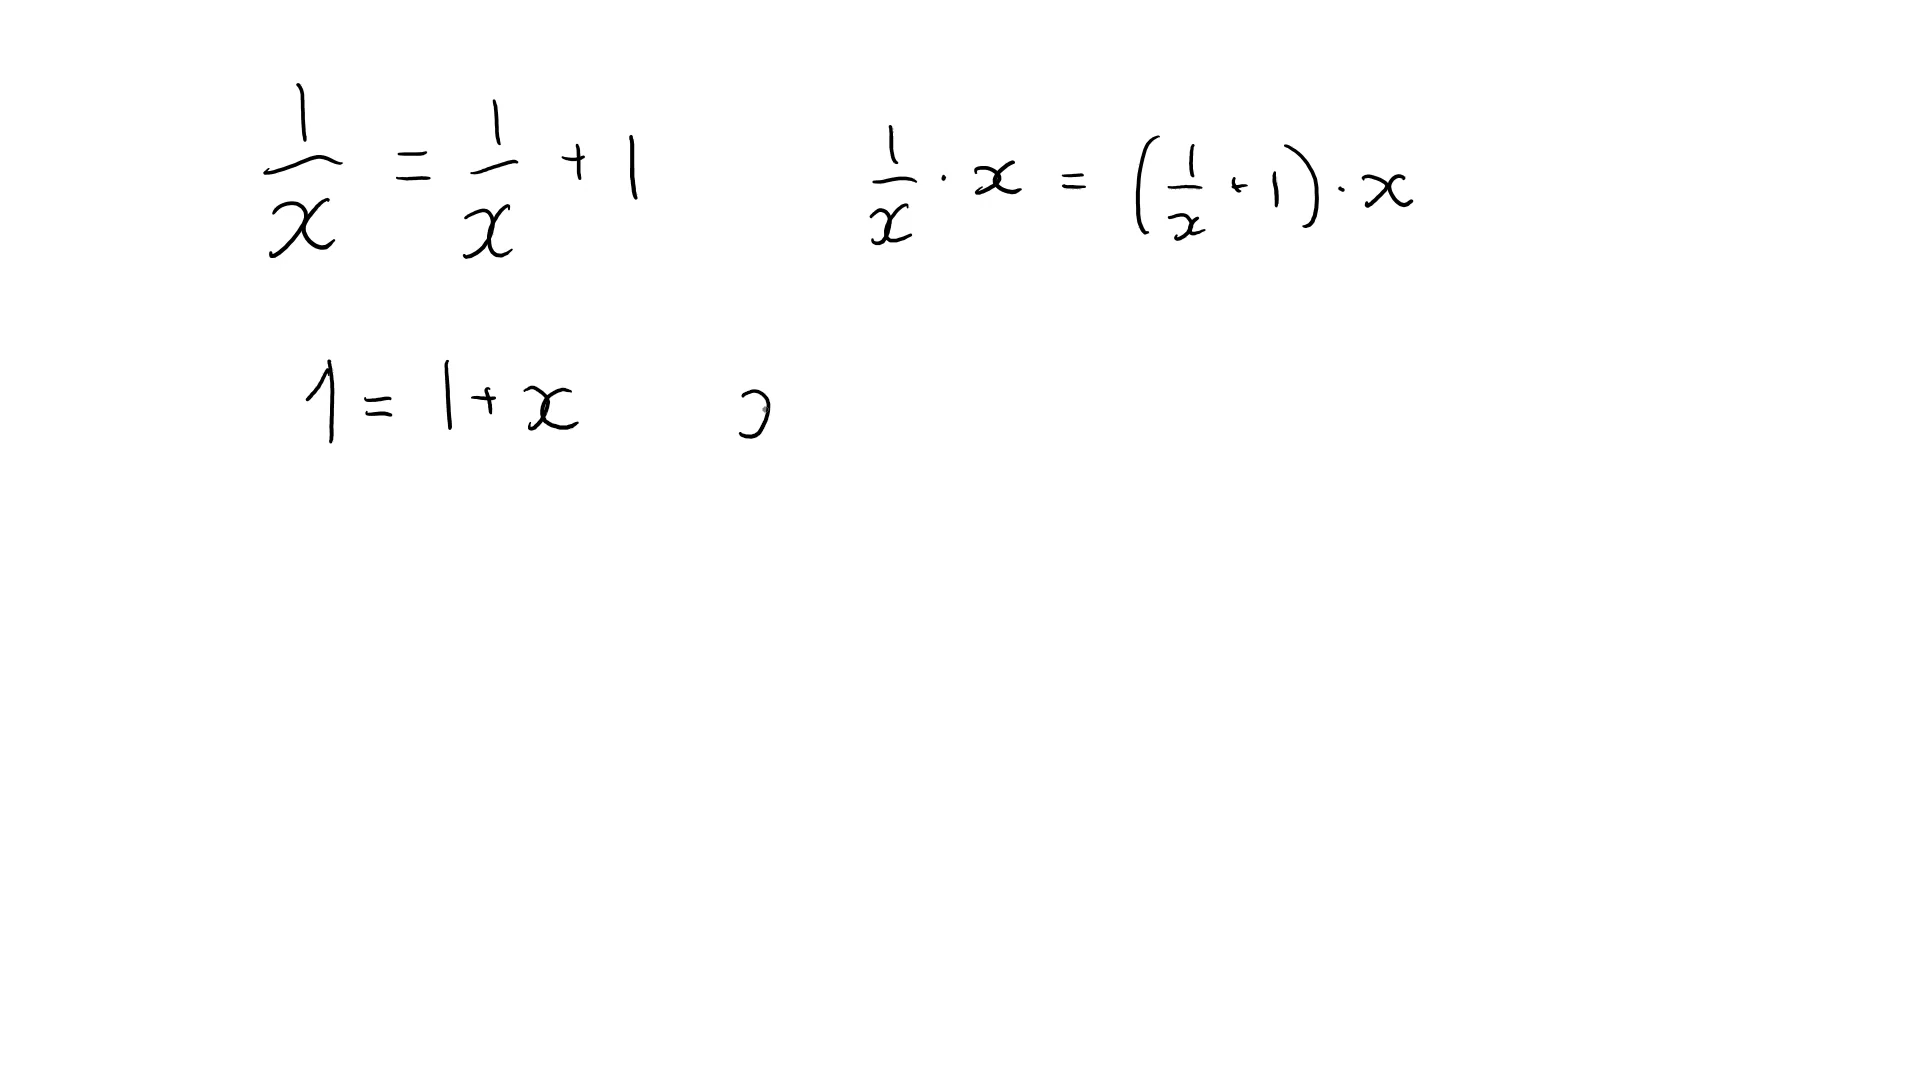 1/x = 1/x + 1    1/x · x = (1/x + 1) · x
1 = 1 + x